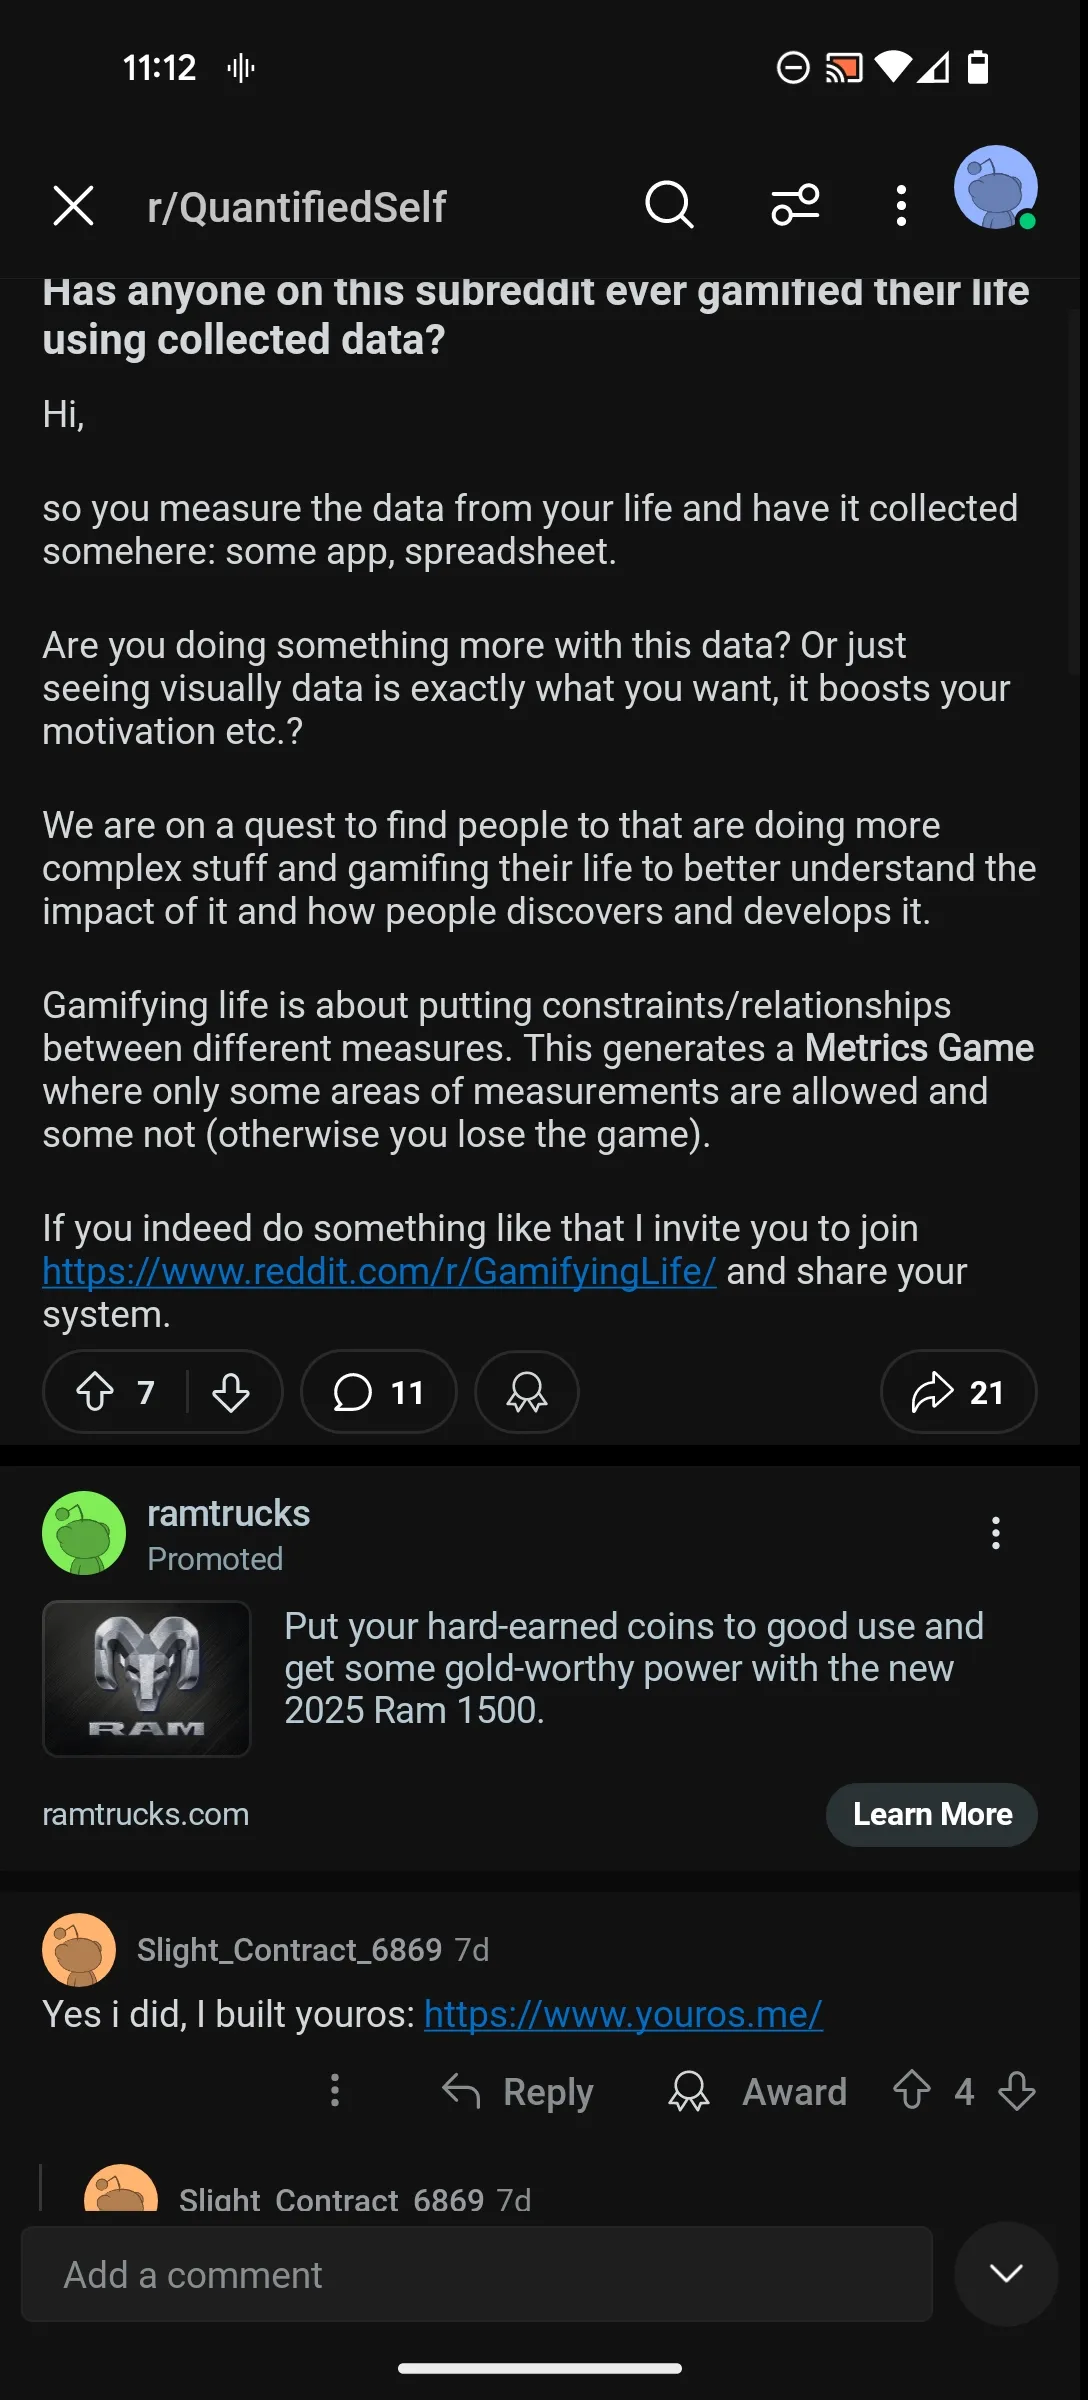 11:12
r/QuantifiedSelf
Has anyone on this subreddit ever gamified their life
using collected data?
Hi,
so you measure the data from your life and have it collected
somehere: some app, spreadsheet.
Are you doing something more with this data? Or just
seeing visually data is exactly what you want, it boosts your
motivation etc.?
We are on a quest to find people to that are doing more
complex stuff and gamifing their life to better understand the
impact of it and how people discovers and develops it.
Gamifying life is about putting constraints/relationships
between different measures. This generates a Metrics Game
where only some areas of measurements are allowed and
some not (otherwise you lose the game).
If you indeed do something like that I invite you to join
https://www.reddit.com/r/GamifyingLife/ and share your
system.
7
11
21
ramtrucks
Promoted
RAM
Put your hard-earned coins to good use and
get some gold-worthy power with the new
2025 Ram 1500.
ramtrucks.com
Learn More
Slight_Contract_6869 7d
Yes i did, I built youros: https://www.youros.me/
Reply
Award
4
Slight_Contract_6869 7d
Add a comment